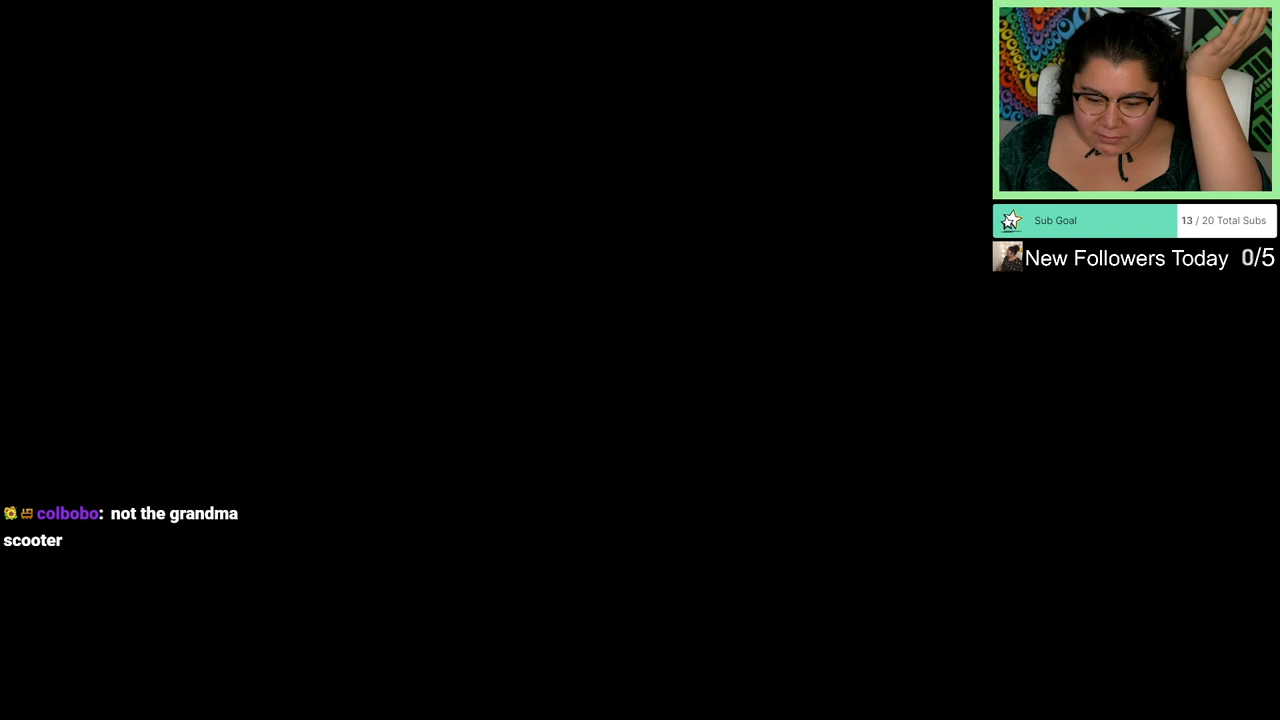 Sub Goal
13 / 20 Total Subs
New Followers Today 0/5
colbobo: not the grandma
scooter